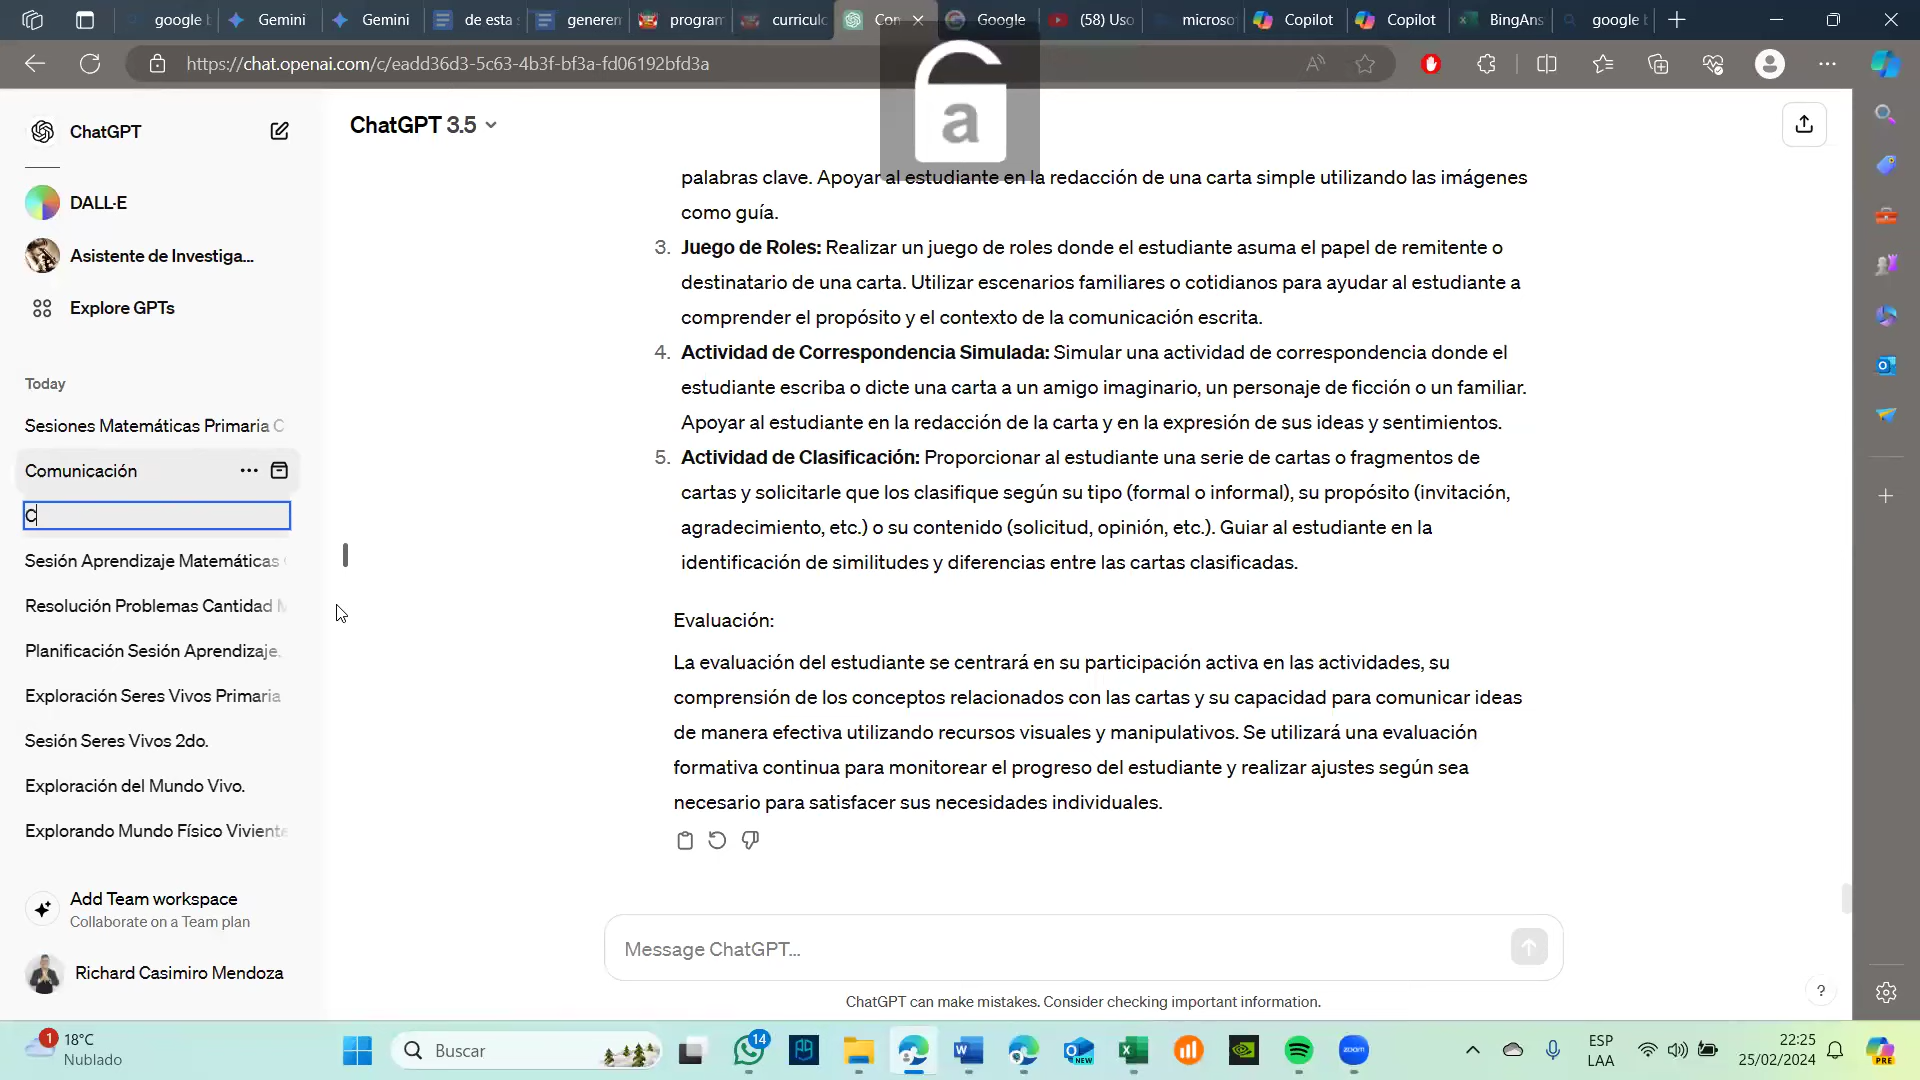 google b
Gemini
Gemini
de esta s
generem
program
curriculo
Con
Google
(58) Uso
microso
Copilot
Copilot
BingAns
google b
https://chat.openai.com/c/eadd36d3-5c63-4b3f-bf3a-fd06192bfd3a
a
ChatGPT
DALL·E
Asistente de Investiga...
Explore GPTs
Today
Sesiones Matemáticas Primaria C
Comunicación
C
Sesión Aprendizaje Matemáticas
Resolución Problemas Cantidad M
Planificación Sesión Aprendizaje.
Exploración Seres Vivos Primaria
Sesión Seres Vivos 2do.
Exploración del Mundo Vivo.
Explorando Mundo Físico Viviente
Add Team workspace
Collaborate on a Team plan
Richard Casimiro Mendoza
ChatGPT 3.5
palabras clave. Apoyar al estudiante en la redacción de una carta simple utilizando las imágenes
como guía.
3. Juego de Roles: Realizar un juego de roles donde el estudiante asuma el papel de remitente o
destinatario de una carta. Utilizar escenarios familiares o cotidianos para ayudar al estudiante a
comprender el propósito y el contexto de la comunicación escrita.
4. Actividad de Correspondencia Simulada: Simular una actividad de correspondencia donde el
estudiante escriba o dicte una carta a un amigo imaginario, un personaje de ficción o un familiar.
Apoyar al estudiante en la redacción de la carta y en la expresión de sus ideas y sentimientos.
5. Actividad de Clasificación: Proporcionar al estudiante una serie de cartas o fragmentos de
cartas y solicitarle que los clasifique según su tipo (formal o informal), su propósito (invitación,
agradecimiento, etc.) o su contenido (solicitud, opinión, etc.). Guiar al estudiante en la
identificación de similitudes y diferencias entre las cartas clasificadas.
Evaluación:
La evaluación del estudiante se centrará en su participación activa en las actividades, su
comprensión de los conceptos relacionados con las cartas y su capacidad para comunicar ideas
de manera efectiva utilizando recursos visuales y manipulativos. Se utilizará una evaluación
formativa continua para monitorear el progreso del estudiante y realizar ajustes según sea
necesario para satisfacer sus necesidades individuales.
Message ChatGPT...
ChatGPT can make mistakes. Consider checking important information.
?
1
18°C
Nublado
Buscar
14
NEW
zoom
ESP
LAA
22:25
25/02/2024
PRE